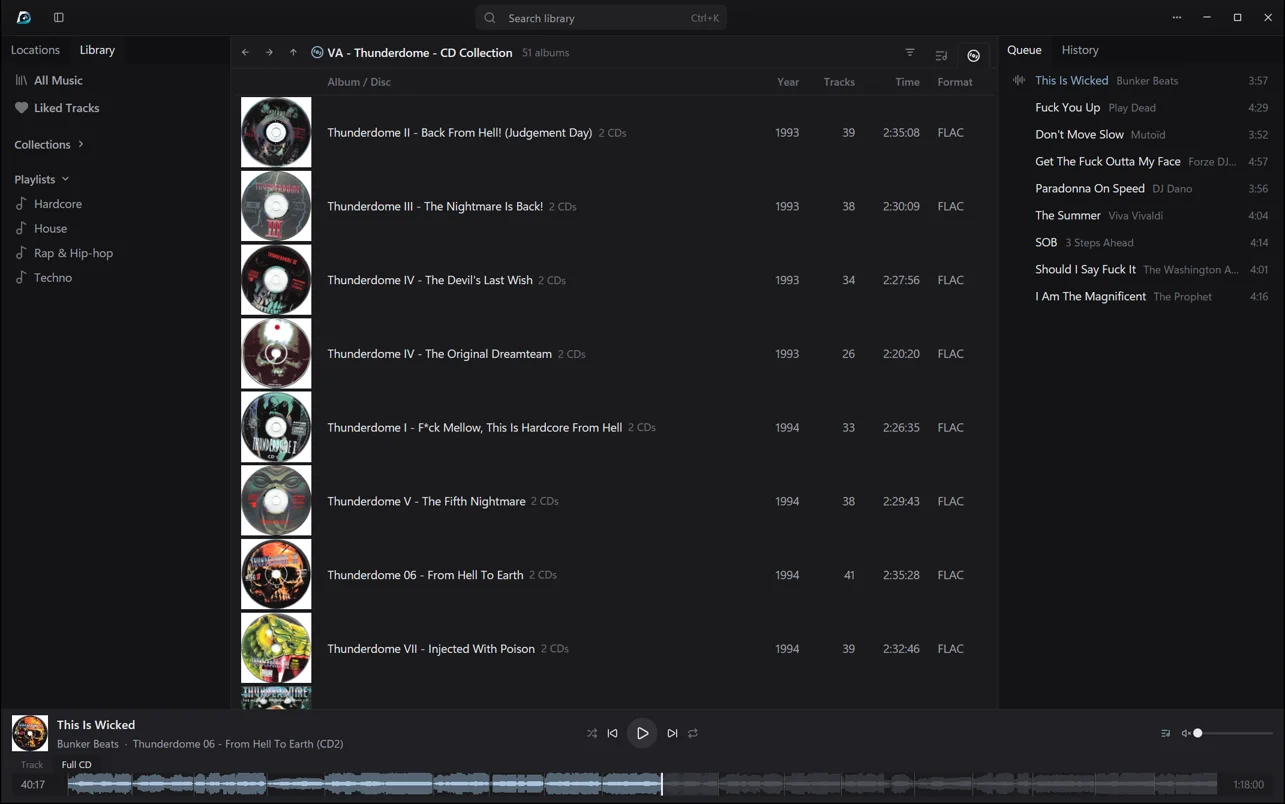 Search library Ctrl+K
Locations Library
All Music
Liked Tracks
Collections
Playlists
Hardcore
House
Rap & Hip-hop
Techno
VA - Thunderdome - CD Collection 51 albums
Album / Disc Year Tracks Time Format
Thunderdome II - Back From Hell! (Judgement Day) 2 CDs 1993 39 2:35:08 FLAC
Thunderdome III - The Nightmare Is Back! 2 CDs 1993 38 2:30:09 FLAC
Thunderdome IV - The Devil's Last Wish 2 CDs 1993 34 2:27:56 FLAC
Thunderdome IV - The Original Dreamteam 2 CDs 1993 26 2:20:20 FLAC
Thunderdome I - F*ck Mellow, This Is Hardcore From Hell 2 CDs 1994 33 2:26:35 FLAC
Thunderdome V - The Fifth Nightmare 2 CDs 1994 38 2:29:43 FLAC
Thunderdome 06 - From Hell To Earth 2 CDs 1994 41 2:35:28 FLAC
Thunderdome VII - Injected With Poison 2 CDs 1994 39 2:32:46 FLAC
Queue History
This Is Wicked Bunker Beats 3:57
Fuck You Up Play Dead 4:29
Don't Move Slow Mutoïd 3:52
Get The Fuck Outta My Face Forze DJ... 4:57
Paradonna On Speed DJ Dano 3:56
The Summer Viva Vivaldi 4:04
SOB 3 Steps Ahead 4:14
Should I Say Fuck It The Washington A... 4:01
I Am The Magnificent The Prophet 4:16
This Is Wicked
Bunker Beats · Thunderdome 06 - From Hell To Earth (CD2)
Track Full CD
40:17 1:18:00